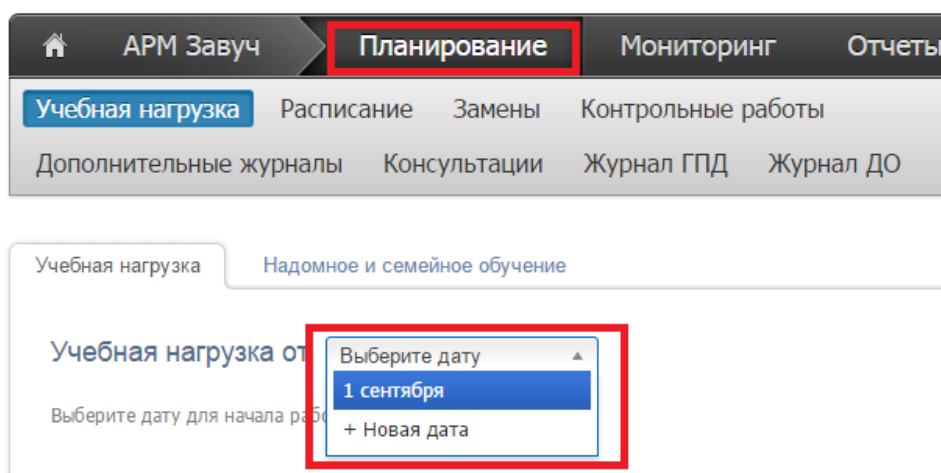 АРМ Завуч Планирование Мониторинг Отчеты
Учебная нагрузка Расписание Замены Контрольные работы
Дополнительные журналы Консультации Журнал ГПД Журнал ДО
Учебная нагрузка Надомное и семейное обучение
Учебная нагрузка от Выберите дату
1 сентября
Выберите дату для начала
+ Новая дата